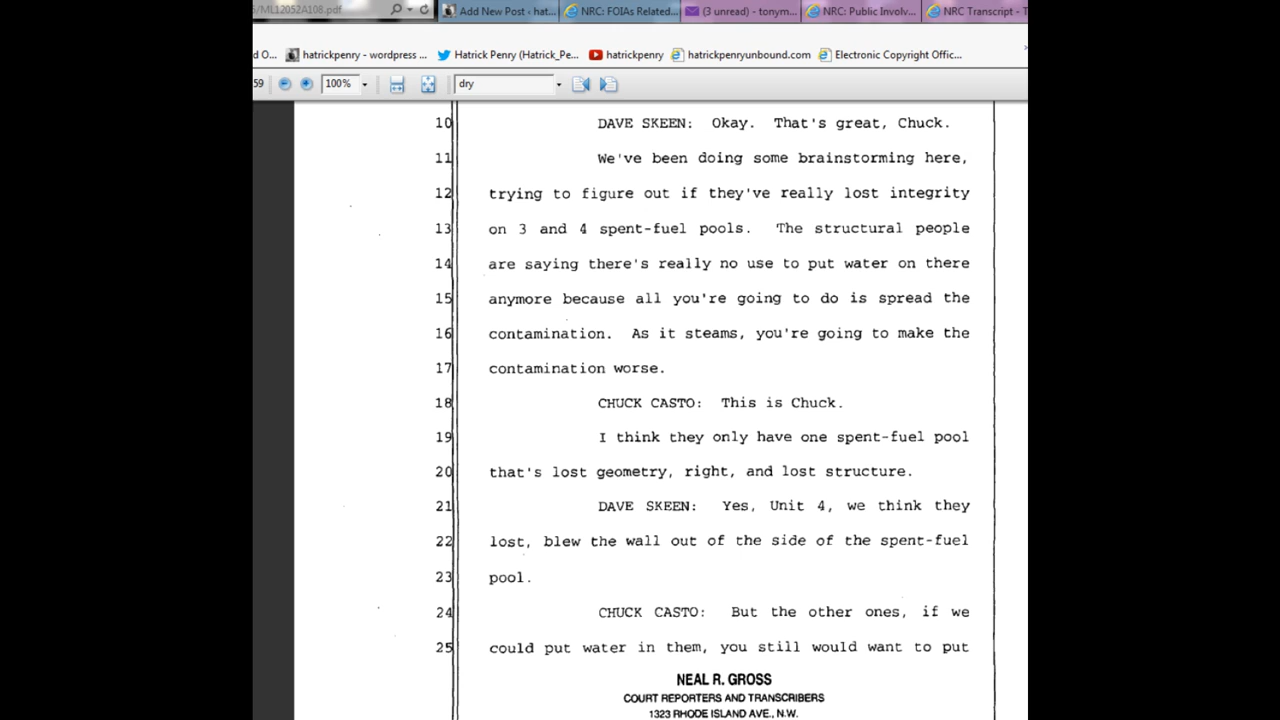 S/ML12052A108.pdf
Add New Post ‹ hat...
NRC: FOIAs Related...
(3 unread) - tonym...
NRC: Public Involv...
NRC Transcript - T
d O...
hatrickpenry - wordpress ...
Hatrick Penry (Hatrick_Pe...
hatrickpenry
hatrickpenryunbound.com
Electronic Copyright Offic...
59
100%
dry
10 DAVE SKEEN: Okay. That's great, Chuck.
11 We've been doing some brainstorming here,
12 trying to figure out if they've really lost integrity
13 on 3 and 4 spent-fuel pools. The structural people
14 are saying there's really no use to put water on there
15 anymore because all you're going to do is spread the
16 contamination. As it steams, you're going to make the
17 contamination worse.
18 CHUCK CASTO: This is Chuck.
19 I think they only have one spent-fuel pool
20 that's lost geometry, right, and lost structure.
21 DAVE SKEEN: Yes, Unit 4, we think they
22 lost, blew the wall out of the side of the spent-fuel
23 pool.
24 CHUCK CASTO: But the other ones, if we
25 could put water in them, you still would want to put
NEAL R. GROSS
COURT REPORTERS AND TRANSCRIBERS
1323 RHODE ISLAND AVE., N.W.